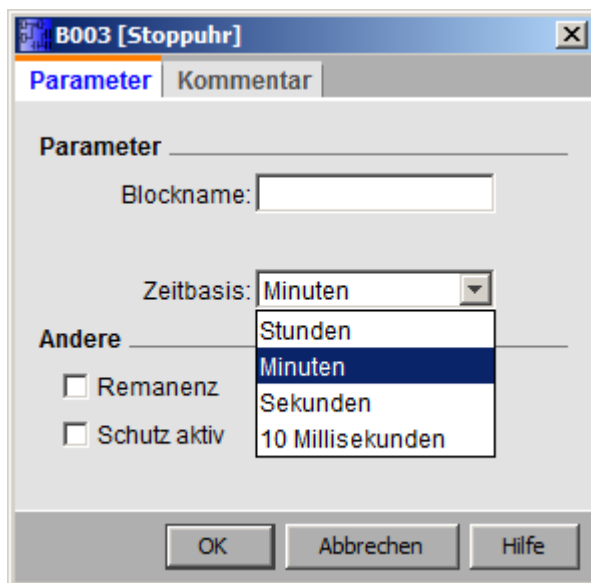 B003 [Stoppuhr]
Parameter Kommentar
Parameter
Blockname:
Zeitbasis: Minuten
Stunden
Andere
Minuten
Remanenz
Sekunden
Schutz aktiv
10 Millisekunden
OK Abbrechen Hilfe